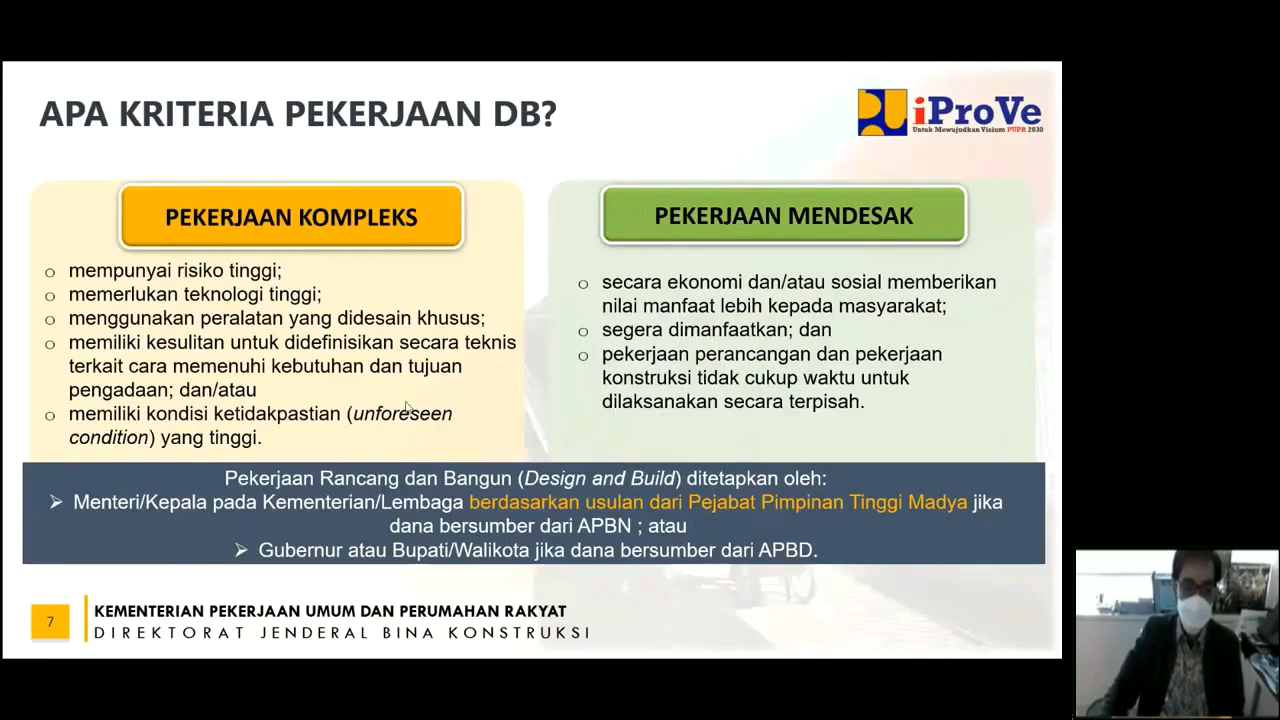 APA KRITERIA PEKERJAAN DB?
iProVe
Untuk Mewujudkan Visium PUPR 2030
PEKERJAAN KOMPLEKS
o mempunyai risiko tinggi;
o memerlukan teknologi tinggi;
o menggunakan peralatan yang didesain khusus;
o memiliki kesulitan untuk didefinisikan secara teknis
terkait cara memenuhi kebutuhan dan tujuan
pengadaan; dan/atau
o memiliki kondisi ketidakpastian (unforeseen
condition) yang tinggi.
PEKERJAAN MENDESAK
o secara ekonomi dan/atau sosial memberikan
nilai manfaat lebih kepada masyarakat;
o segera dimanfaatkan; dan
o pekerjaan perancangan dan pekerjaan
konstruksi tidak cukup waktu untuk
dilaksanakan secara terpisah.
Pekerjaan Rancang dan Bangun (Design and Build) ditetapkan oleh:
➢ Menteri/Kepala pada Kementerian/Lembaga berdasarkan usulan dari Pejabat Pimpinan Tinggi Madya jika
dana bersumber dari APBN ; atau
➢ Gubernur atau Bupati/Walikota jika dana bersumber dari APBD.
7
KEMENTERIAN PEKERJAAN UMUM DAN PERUMAHAN RAKYAT
DIREKTORAT JENDERAL BINA KONSTRUKSI